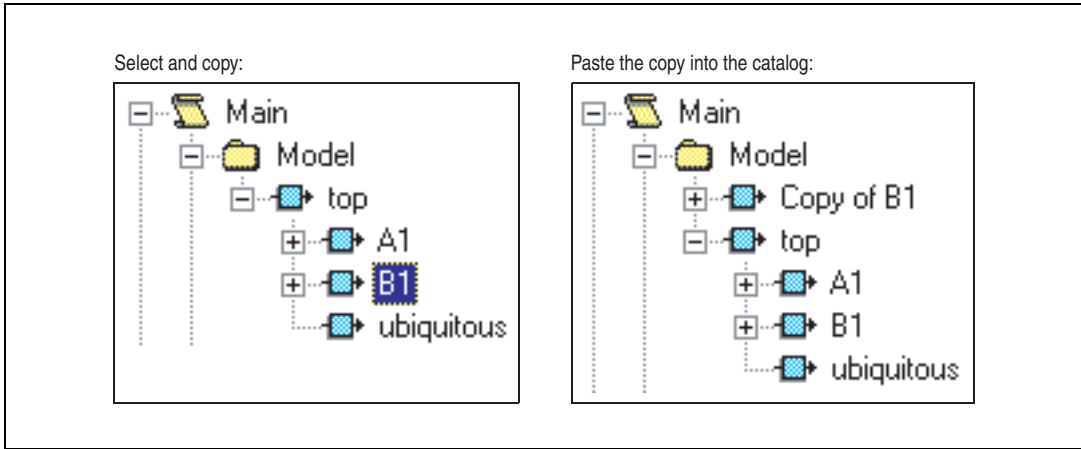 Select and copy:
Main
Model
top
A1
B1
ubiquitous
Paste the copy into the catalog:
Main
Model
Copy of B1
top
A1
B1
ubiquitous